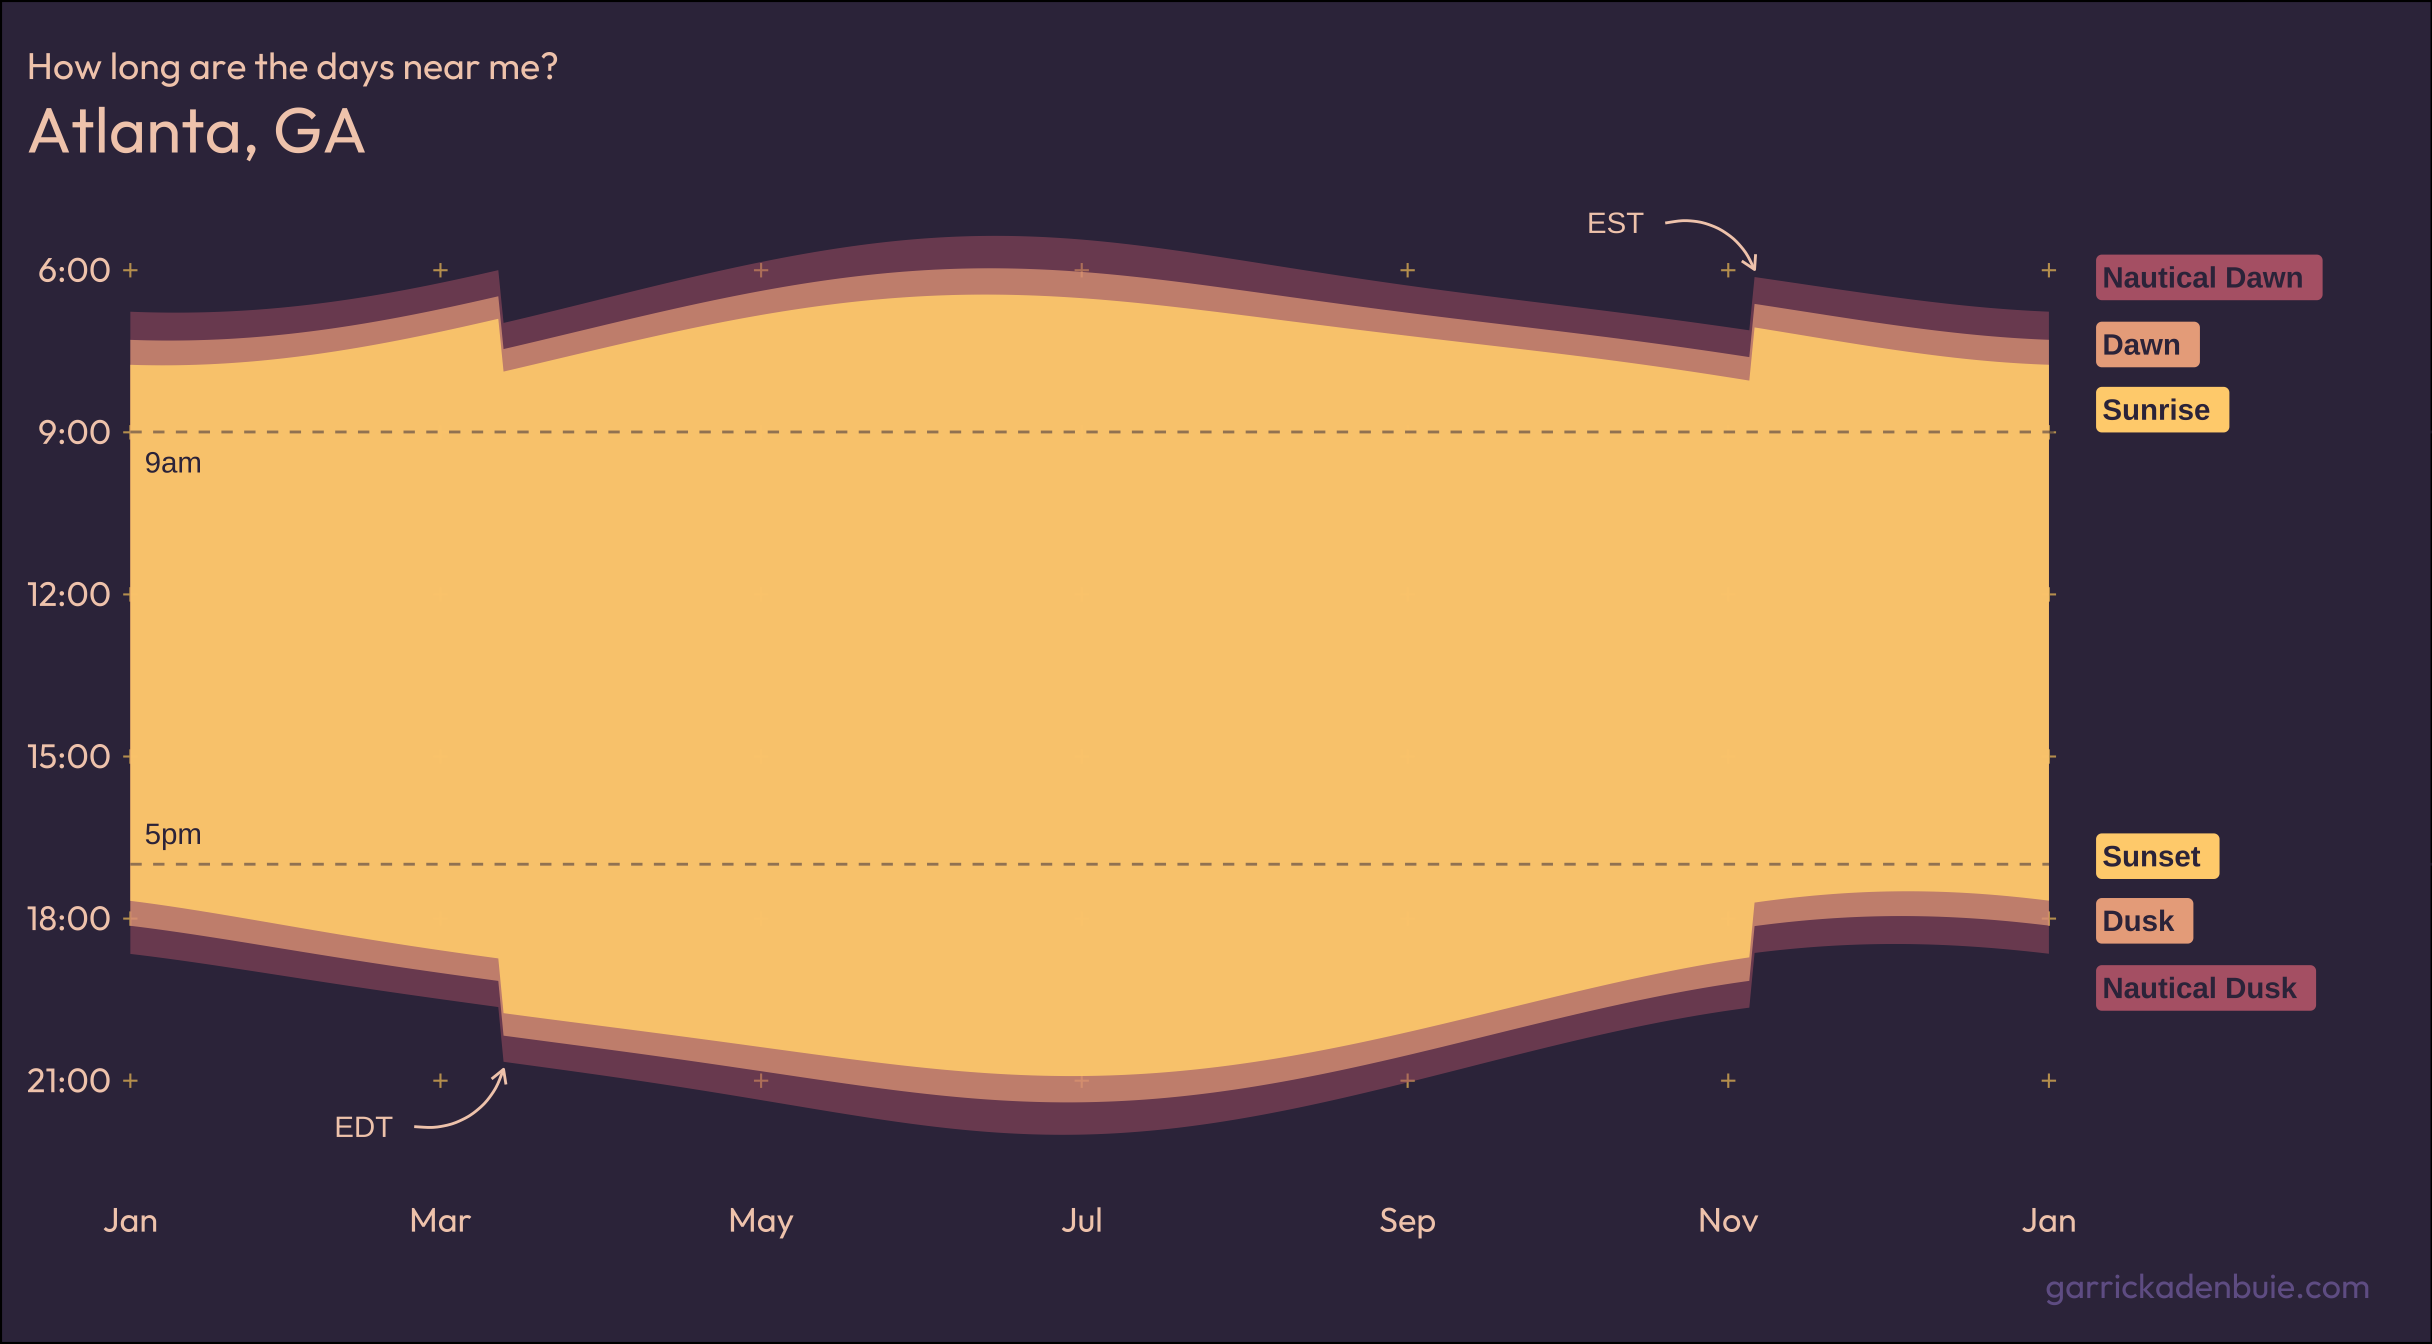 How long are the days near me?
Atlanta, GA
EST
6:00
Nautical Dawn
Dawn
Sunrise
9:00
9am
12:00
15:00
5pm
Sunset
18:00
Dusk
Nautical Dusk
21:00
EDT
Jan Mar May Jul Sep Nov Jan
garrickadenbuie.com